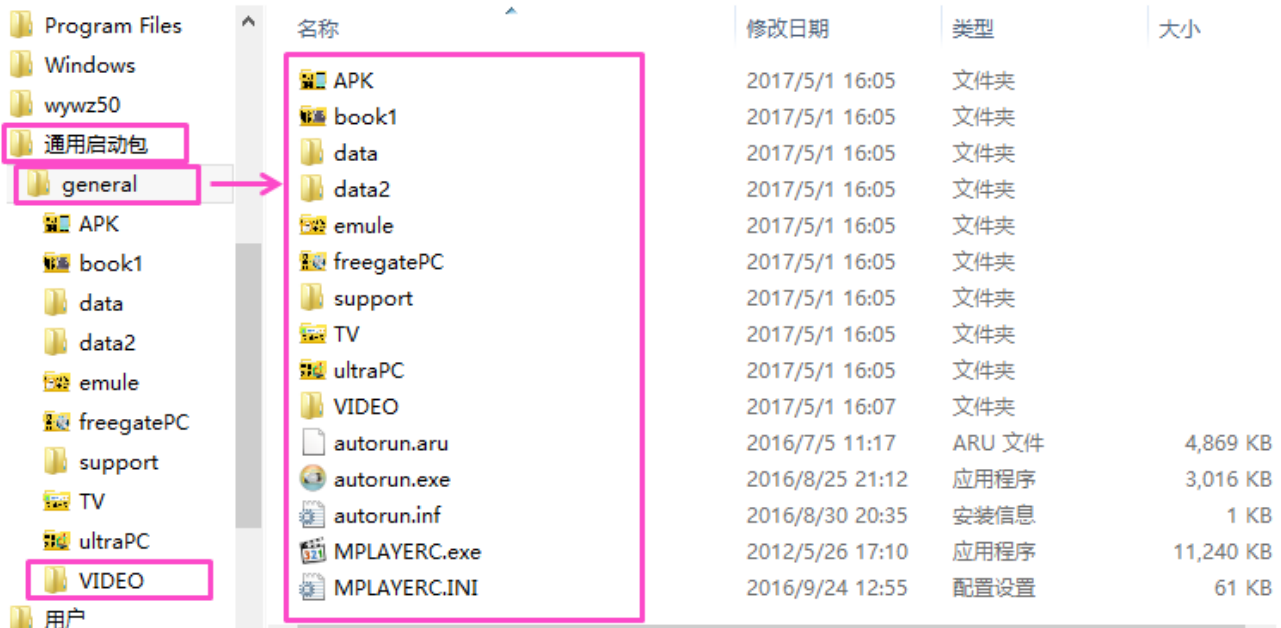 Program Files
Windows
wywz50
通用启动包
general
APK
book1
data
data2
emule
freegatePC
support
TV
ultraPC
VIDEO
用户
名称 修改日期 类型 大小
APK 2017/5/1 16:05 文件夹
book1 2017/5/1 16:05 文件夹
data 2017/5/1 16:05 文件夹
data2 2017/5/1 16:05 文件夹
emule 2017/5/1 16:05 文件夹
freegatePC 2017/5/1 16:05 文件夹
support 2017/5/1 16:05 文件夹
TV 2017/5/1 16:05 文件夹
ultraPC 2017/5/1 16:05 文件夹
VIDEO 2017/5/1 16:07 文件夹
autorun.aru 2016/7/5 11:17 ARU 文件 4,869 KB
autorun.exe 2016/8/25 21:12 应用程序 3,016 KB
autorun.inf 2016/8/30 20:35 安装信息 1 KB
MPLAYERC.exe 2012/5/26 17:10 应用程序 11,240 KB
MPLAYERC.INI 2016/9/24 12:55 配置设置 61 KB